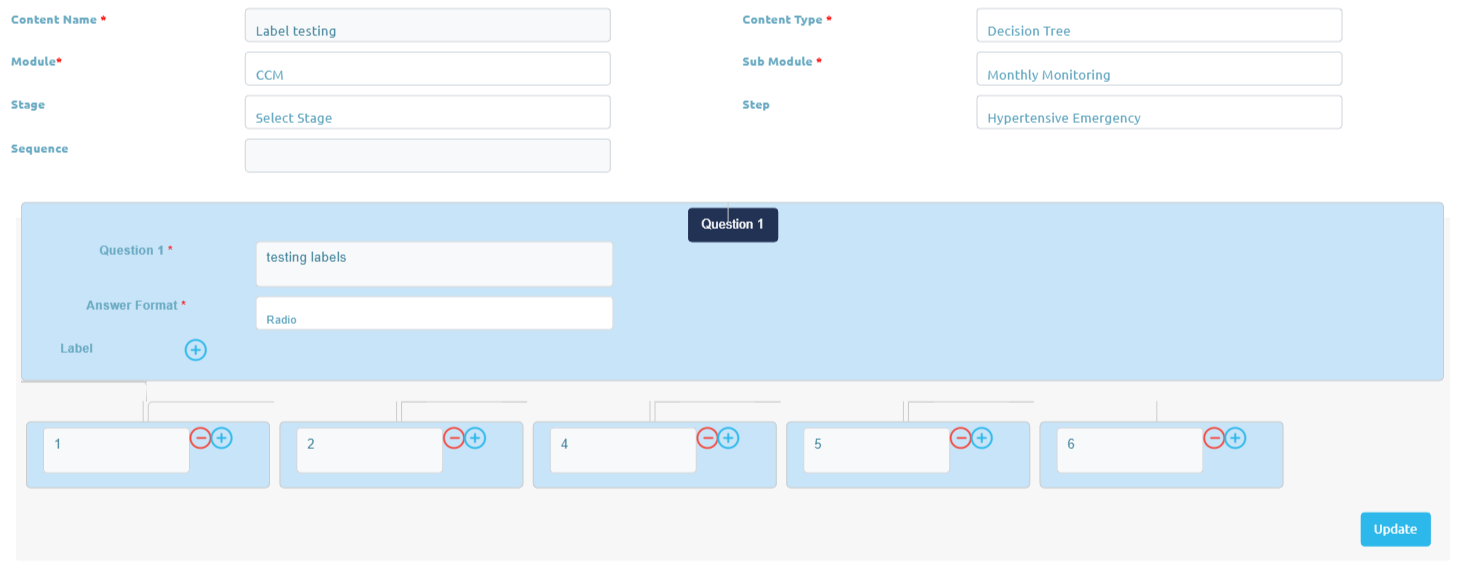 Content Name * Label testing Content Type * Decision Tree
Module* CCM Sub Module * Monthly Monitoring
Stage Select Stage Step Hypertensive Emergency
Sequence
Question 1
Question 1 * testing labels
Answer Format * Radio
Label
1 2 4 5 6
Update